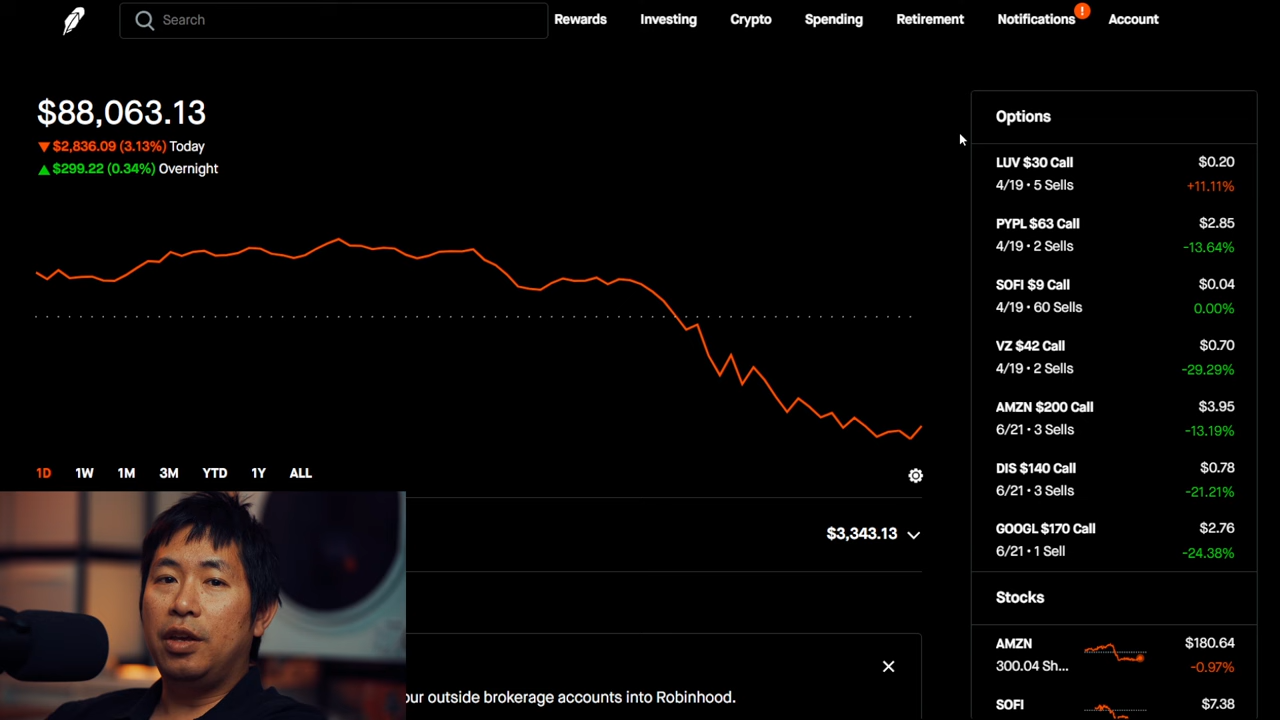 Search
Rewards
Investing
Crypto
Spending
Retirement
Notifications
!
Account
$88,063.13
▼$2,836.09 (3.13%) Today
▲$299.22 (0.34%) Overnight
1D
1W
1M
3M
YTD
1Y
ALL
$3,343.13
our outside brokerage accounts into Robinhood.
Options
LUV $30 Call $0.20
4/19 • 5 Sells +11.11%
PYPL $63 Call $2.85
4/19 • 2 Sells -13.64%
SOFI $9 Call $0.04
4/19 • 60 Sells 0.00%
VZ $42 Call $0.70
4/19 • 2 Sells -29.29%
AMZN $200 Call $3.95
6/21 • 3 Sells -13.19%
DIS $140 Call $0.78
6/21 • 3 Sells -21.21%
GOOGL $170 Call $2.76
6/21 • 1 Sell -24.38%
Stocks
AMZN $180.64
300.04 Sh... -0.97%
SOFI $7.38